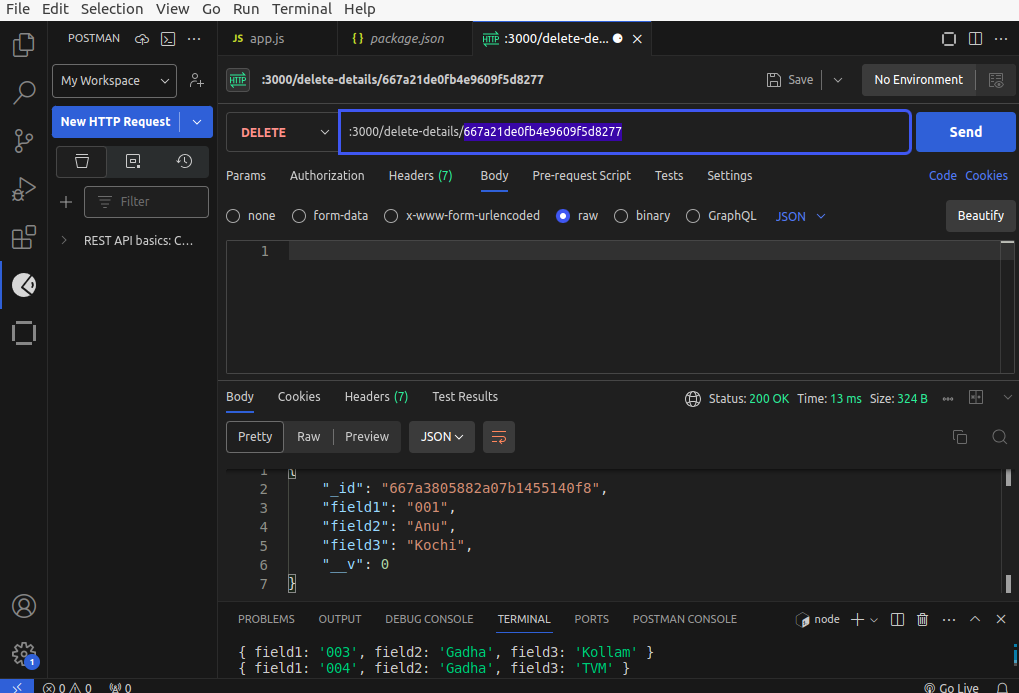 File Edit Selection View Go Run Terminal Help
POSTMAN
JS app.js
{} package.json
HTTP :3000/delete-de...
My Workspace
HTTP :3000/delete-details/667a21de0fb4e9609f5d8277
Save
No Environment
New HTTP Request
DELETE
:3000/delete-details/667a21de0fb4e9609f5d8277
Send
Params Authorization Headers (7) Body Pre-request Script Tests Settings Code Cookies
Filter
none form-data x-www-form-urlencoded raw binary GraphQL JSON Beautify
REST API basics: C...
1
Body Cookies Headers (7) Test Results Status: 200 OK Time: 13 ms Size: 324 B
Pretty Raw Preview JSON
1 {
2 "_id": "667a3805882a07b1455140f8",
3 "field1": "001",
4 "field2": "Anu",
5 "field3": "Kochi",
6 "__v": 0
7 }
PROBLEMS OUTPUT DEBUG CONSOLE TERMINAL PORTS POSTMAN CONSOLE node
{ field1: '003', field2: 'Gadha', field3: 'Kollam' }
{ field1: '004', field2: 'Gadha', field3: 'TVM' }
1
0 0 0 Go Live